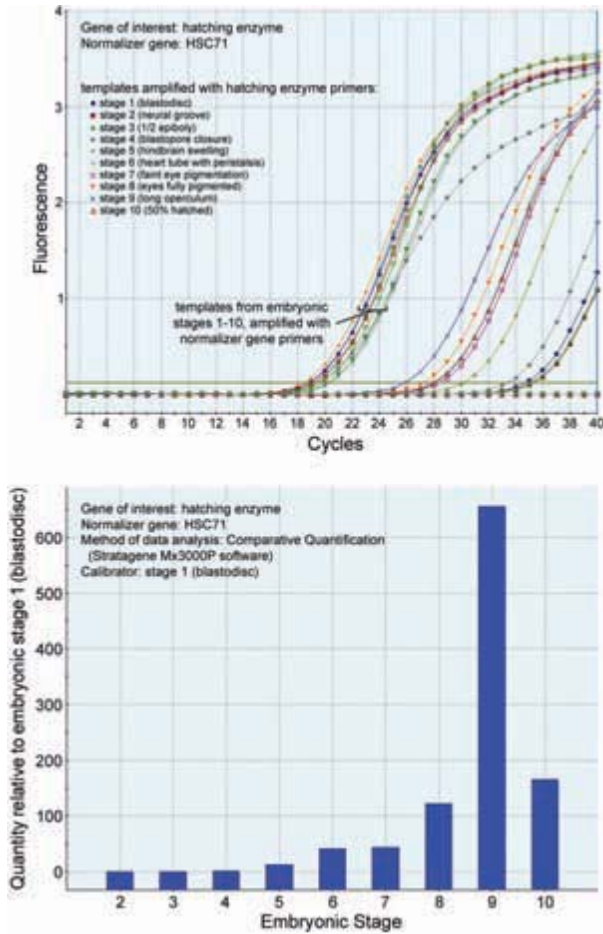 4
3
2
1
Fluorescence
Gene of interest: hatching enzyme
Normalizer gene: HSC71
templates amplified with hatching enzyme primers:
stage 1 (blastodisc)
stage 2 (neural groove)
stage 3 (1/2 epiboly)
stage 4 (blastopore closure)
stage 5 (hindbrain swelling)
stage 6 (heart tube with peristalsis)
stage 7 (faint eye pigmentation)
stage 8 (eyes fully pigmented)
stage 9 (long operculum)
stage 10 (50% hatched)
templates from embryonic
stages 1-10, amplified with
normalizer gene primers
2 4 6 8 10 12 14 16 18 20 22 24 26 28 30 32 34 36 38 40
Cycles
Gene of interest: hatching enzyme
Normalizer gene: HSC71
Method of data analysis: Comparative Quantification
(Stratagene Mx3000P software)
Calibrator: stage 1 (blastodisc)
Quantity relative to embryonic stage 1 (blastodisc)
600
500
400
300
200
100
0
2 3 4 5 6 7 8 9 10
Embryonic Stage